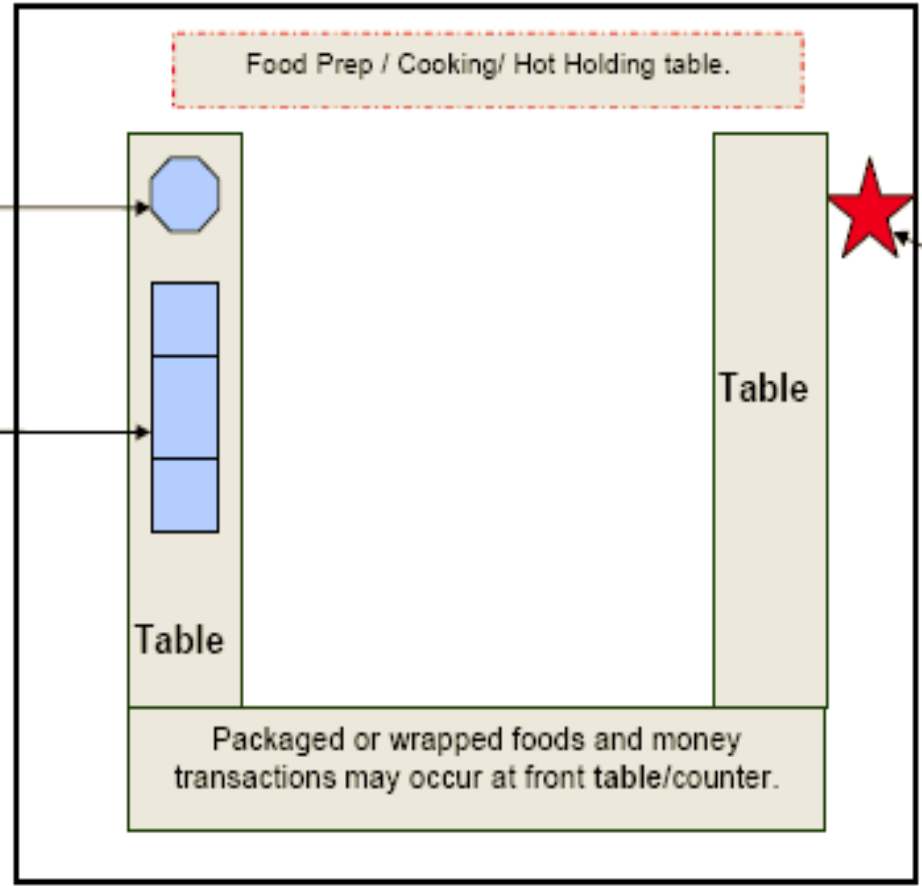 Food Prep / Cooking/ Hot Holding table.
Table
Table
Packaged or wrapped foods and money
transactions may occur at front table/counter.